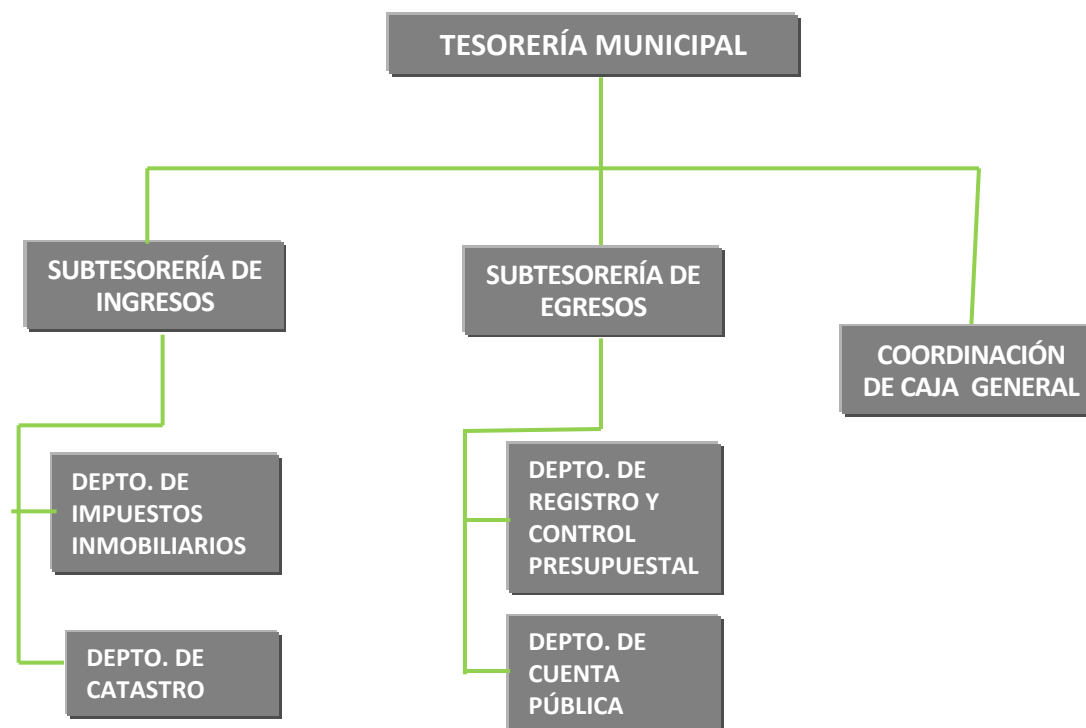 TESORERÍA MUNICIPAL
SUBTESORERÍA DE
INGRESOS
SUBTESORERÍA DE
EGRESOS
COORDINACIÓN
DE CAJA GENERAL
DEPTO. DE
IMPUESTOS
INMOBILIARIOS
DEPTO. DE
CATASTRO
DEPTO. DE
REGISTRO Y
CONTROL
PRESUPUESTAL
DEPTO. DE
CUENTA
PÚBLICA